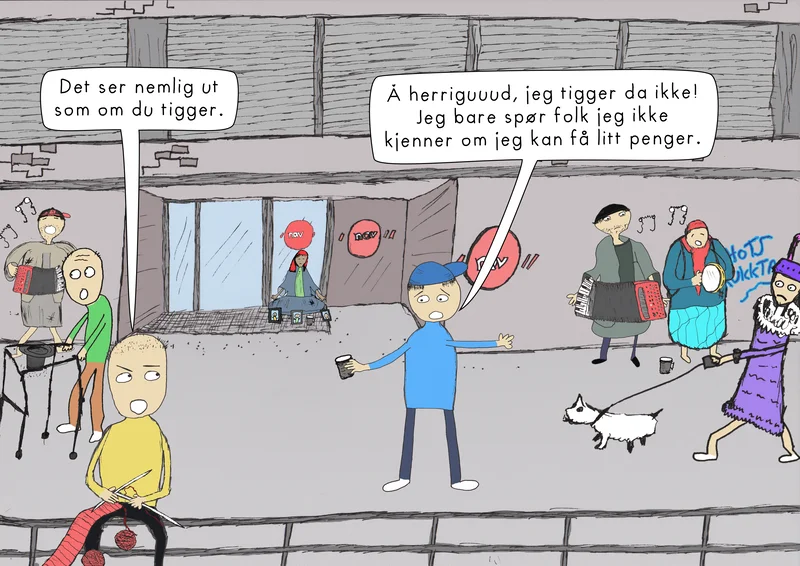 Det ser nemlig ut
som om du tigger.
Å herriguuud, jeg tigger da ikke!
Jeg bare spør folk jeg ikke
kjenner om jeg kan få litt penger.
nav
nav
nav